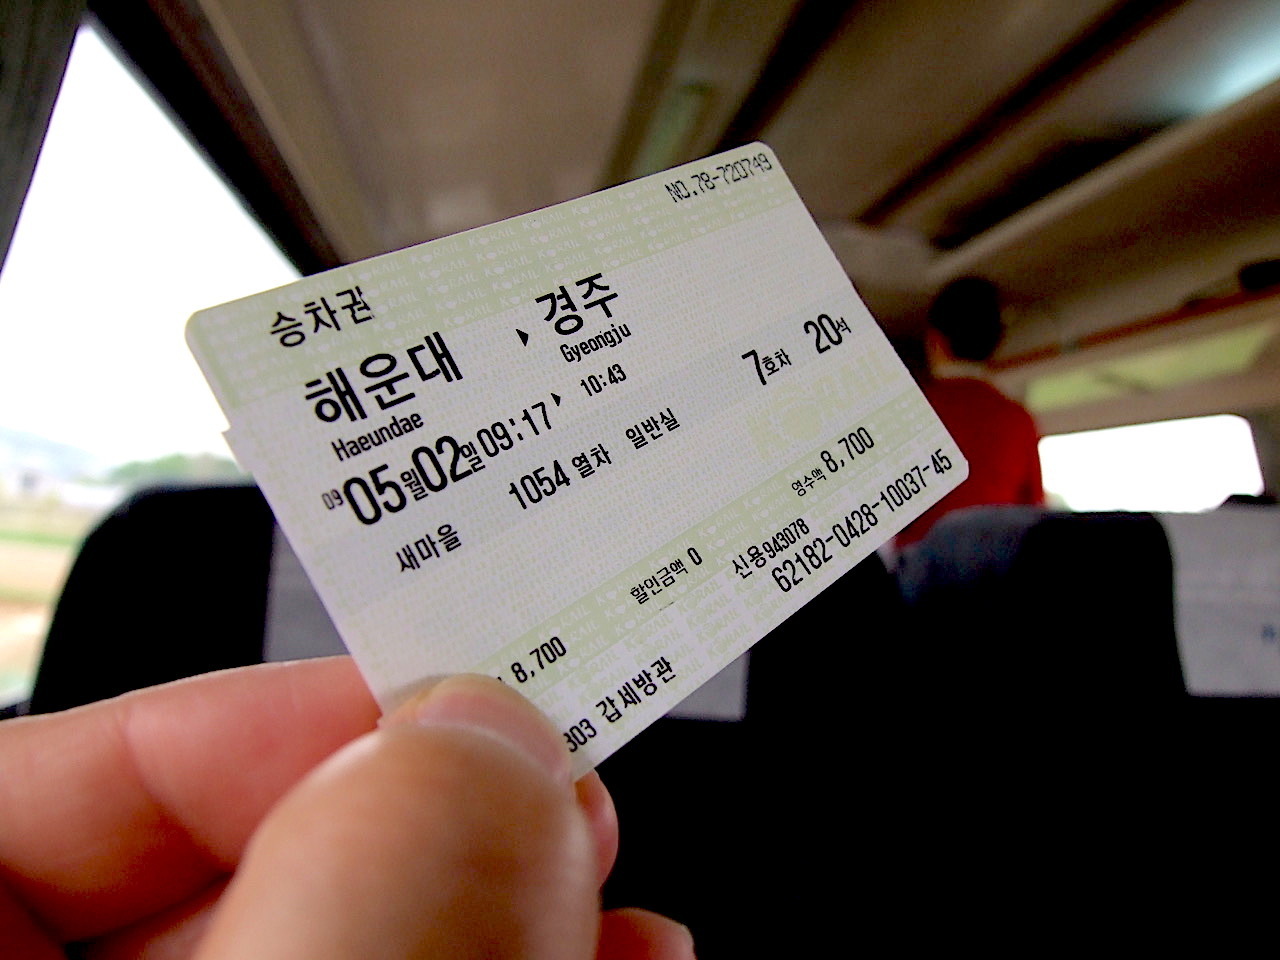 NO.78-720749
승차권
해운대 ▶ 경주
Haeundae Gyeongju
09 05월02일09:17 ▶ 10:43
7호차 20석
새마을 1054 열차 일반실
8,700 할인금액 0 영수액 8,700
신용943078
303 갑세방관 62182-0428-10037-45